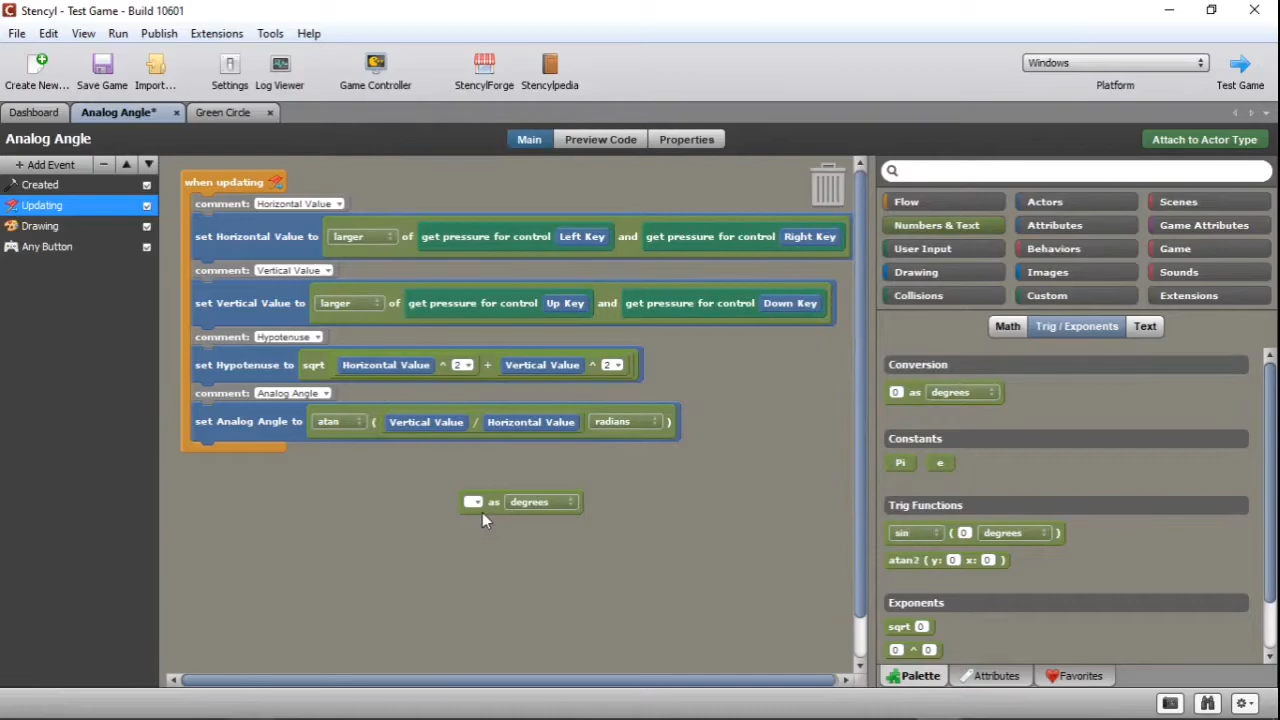 Stencyl - Test Game - Build 10601
File Edit View Run Publish Extensions Tools Help
Create New... Save Game Import... Settings Log Viewer Game Controller StencylForge Stencylpedia
Windows
Platform
Test Game
Dashboard Analog Angle* × Green Circle ×
Analog Angle
Main Preview Code Properties
Attach to Actor Type
+ Add Event
Created
Updating
Drawing
Any Button
when updating
comment: Horizontal Value
set Horizontal Value to larger of get pressure for control Left Key and get pressure for control Right Key
comment: Vertical Value
set Vertical Value to larger of get pressure for control Up Key and get pressure for control Down Key
comment: Hypotenuse
set Hypotenuse to sqrt Horizontal Value ^ 2 + Vertical Value ^ 2
comment: Analog Angle
set Analog Angle to atan ( Vertical Value / Horizontal Value radians )
as degrees
Flow Actors Scenes
Numbers & Text Attributes Game Attributes
User Input Behaviors Game
Drawing Images Sounds
Collisions Custom Extensions
Math Trig / Exponents Text
Conversion
0 as degrees
Constants
Pi e
Trig Functions
sin ( 0 degrees )
atan2 ( y: 0 x: 0 )
Exponents
sqrt 0
0 ^ 0
Palette Attributes Favorites